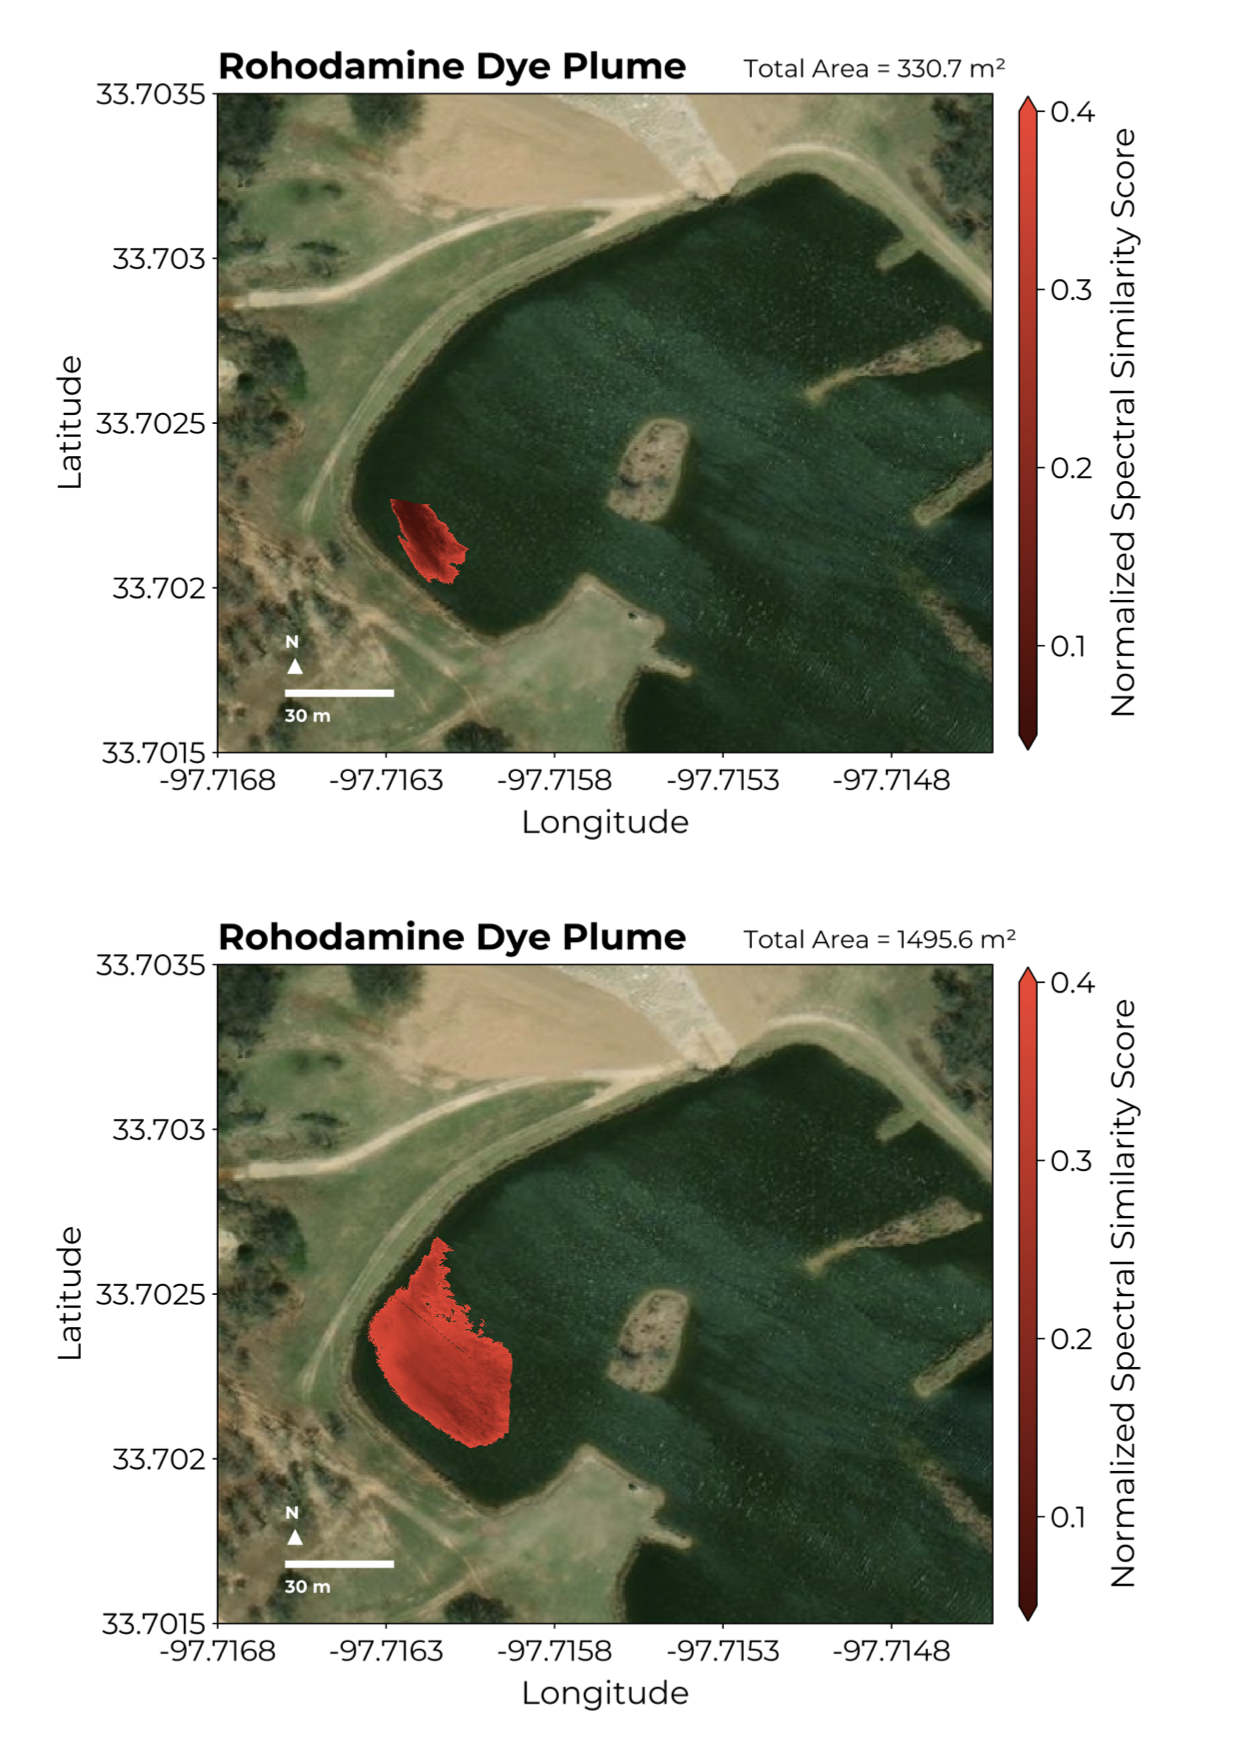 Rohodamine Dye Plume
Total Area = 330.7 m²
33.7035
33.703
33.7025
33.702
33.7015
Latitude
N
30 m
-97.7168
-97.7163
-97.7158
-97.7153
-97.7148
Longitude
0.4
0.3
0.2
0.1
Normalized Spectral Similarity Score
Rohodamine Dye Plume
Total Area = 1495.6 m²
33.7035
33.703
33.7025
33.702
33.7015
Latitude
N
30 m
-97.7168
-97.7163
-97.7158
-97.7153
-97.7148
Longitude
0.4
0.3
0.2
0.1
Normalized Spectral Similarity Score